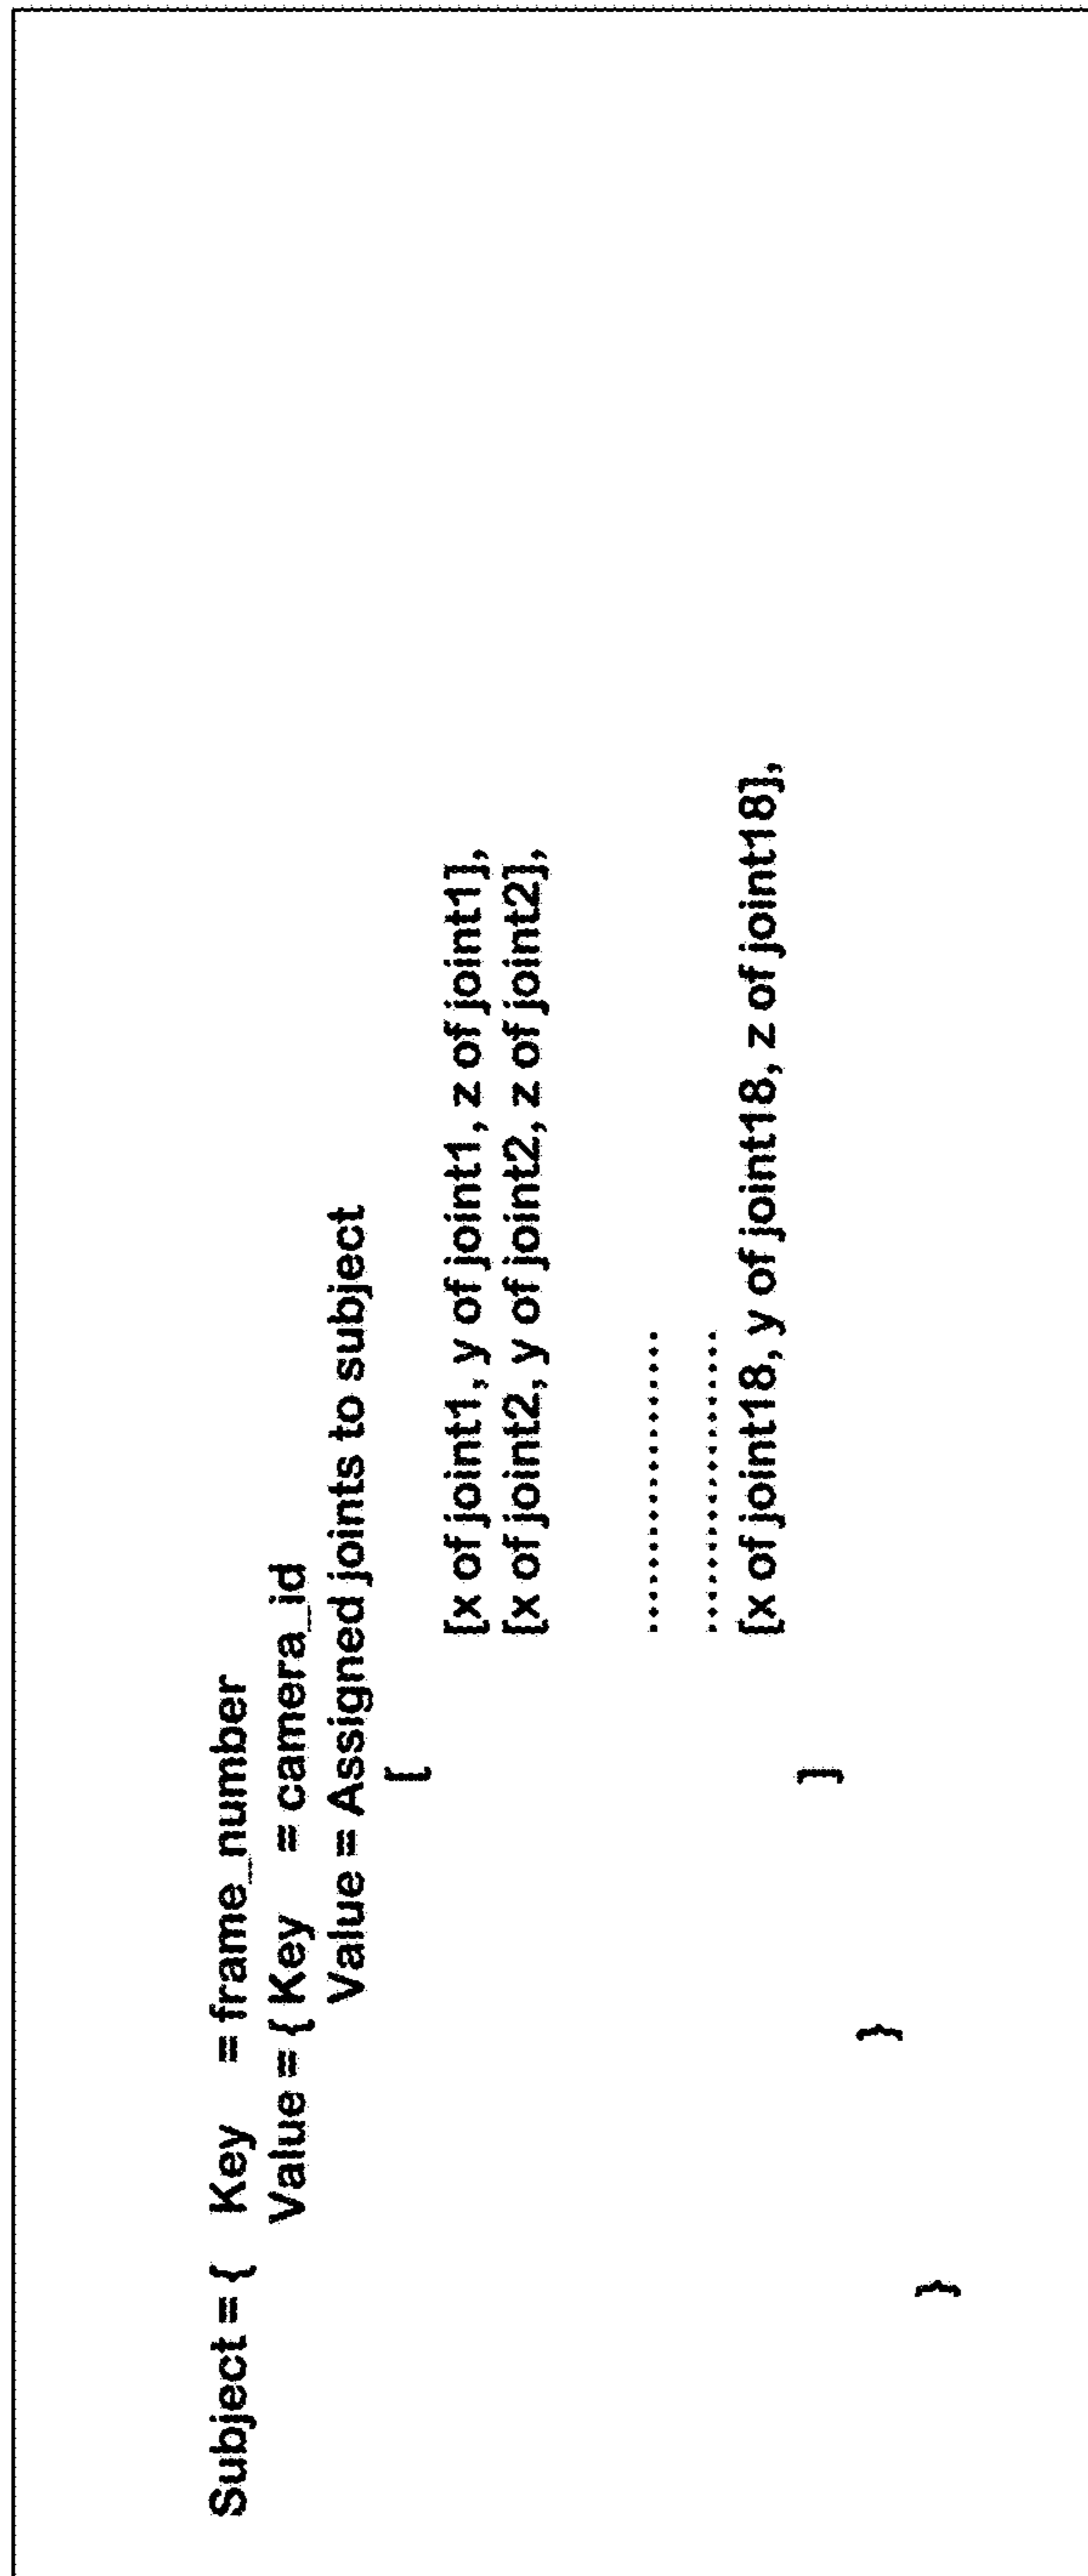 Subject = { Key = frame_number
Value = { Key = camera_id
Value = Assigned joints to subject
[
[x of joint1, y of joint1, z of joint1],
[x of joint2, y of joint2, z of joint2],
...................
...................
[x of joint18, y of joint18, z of joint18],
]
}
}